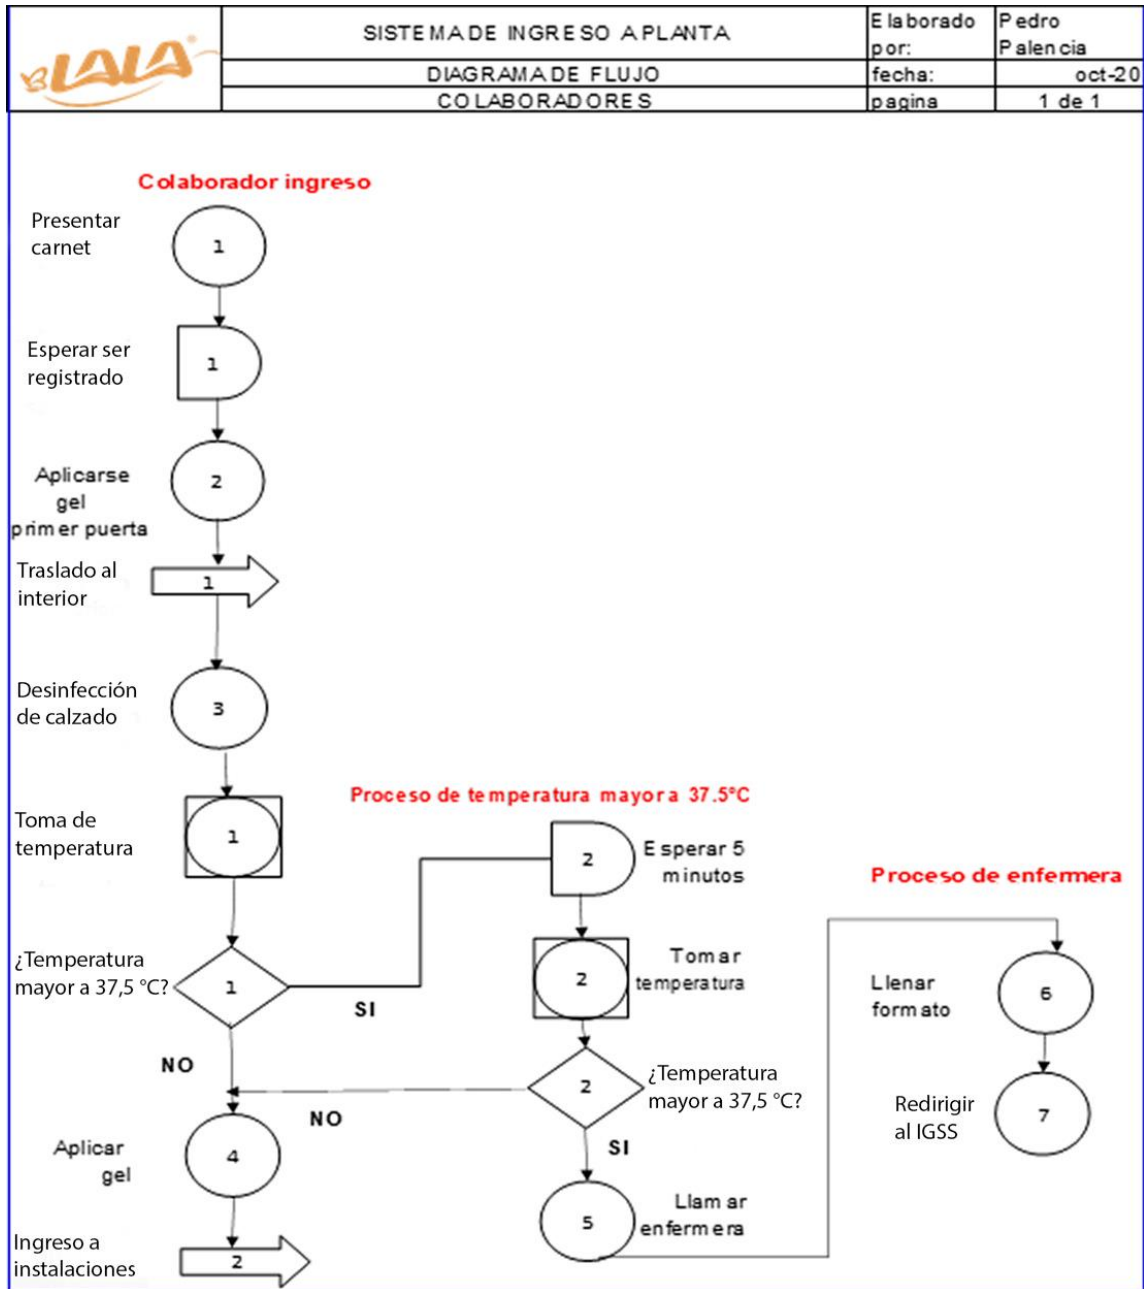 LALA®
SISTEMA DE INGRESO A PLANTA
Elaborado
por:
Pedro
Palencia
DIAGRAMA DE FLUJO
fecha:
oct-20
COLABORADORES
pagina
1 de 1
Colaborador ingreso
Presentar
carnet
1
Esperar ser
registrado
1
Aplicarse
gel
primer puerta
2
Traslado al
interior
1
Desinfección
de calzado
3
Toma de
temperatura
1
¿Temperatura
mayor a 37,5 °C?
1
SI
NO
Aplicar
gel
4
Ingreso a
instalaciones
2
Proceso de temperatura mayor a 37.5°C
2
Esperar 5
minutos
2
Tomar
temperatura
2
¿Temperatura
mayor a 37,5 °C?
NO
SI
5
Llamar
enfermera
Proceso de enfermera
Llenar
formato
6
Redirigir
al IGSS
7